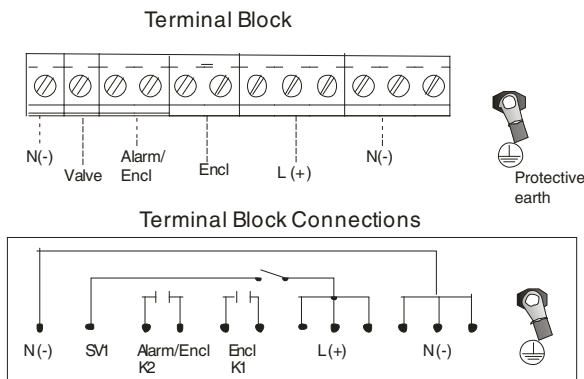 Terminal Block
N(-)
Valve
Alarm/
Encl
Encl
L (+)
N(-)
Protective
earth
Terminal Block Connections
N (-)
SV1
Alarm/Encl
K2
Encl
K1
L (+)
N (-)